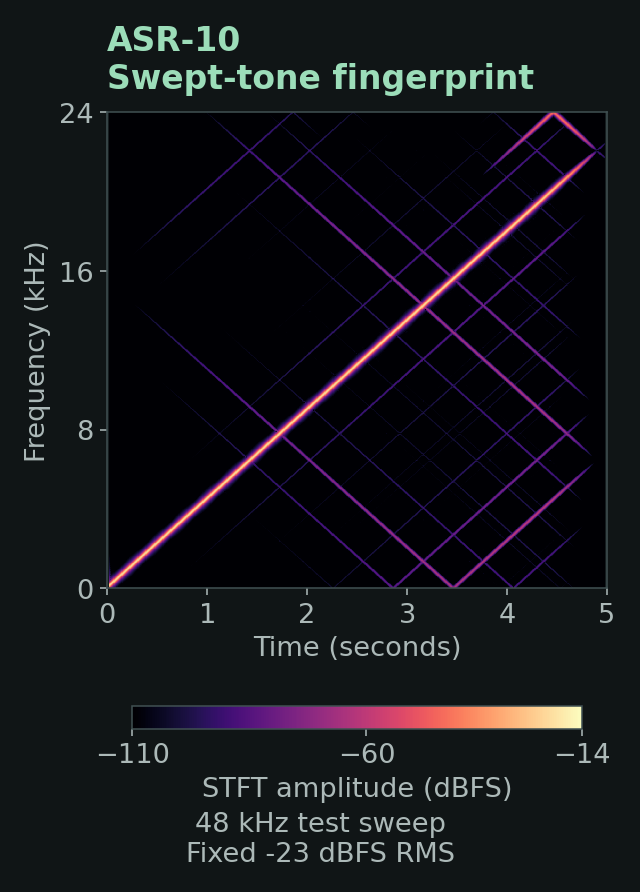 ASR-10
Swept-tone fingerprint
24
16
8
0
Frequency (kHz)
0 1 2 3 4 5
Time (seconds)
−110 −60 −14
STFT amplitude (dBFS)
48 kHz test sweep
Fixed -23 dBFS RMS